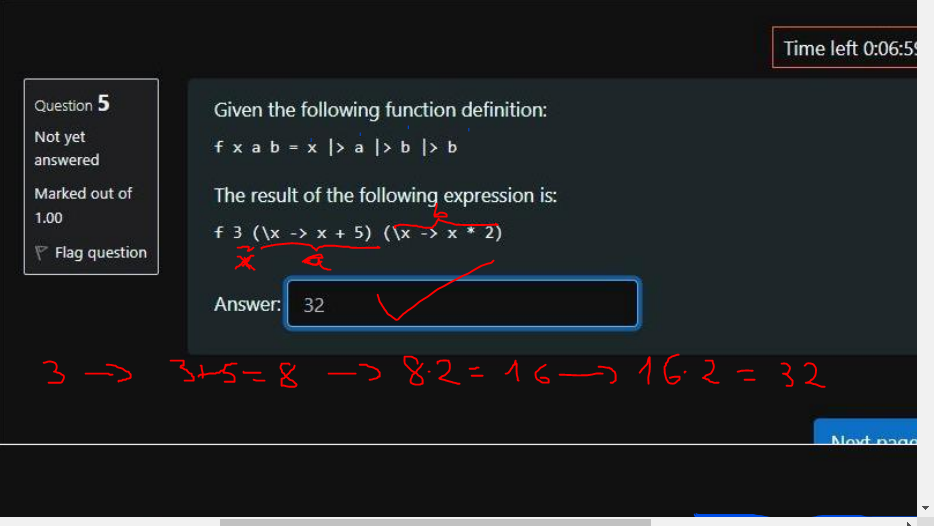 Time left 0:06:5
Question 5
Not yet
answered
Marked out of
1.00
Flag question
Given the following function definition:
f x a b = x |> a |> b |> b
The result of the following expression is:
b
f 3 (\x -> x + 5) (\x -> x * 2)
x a
Answer: 32
3 -> 3+5=8 -> 8·2=16 -> 16·2=32
Next page